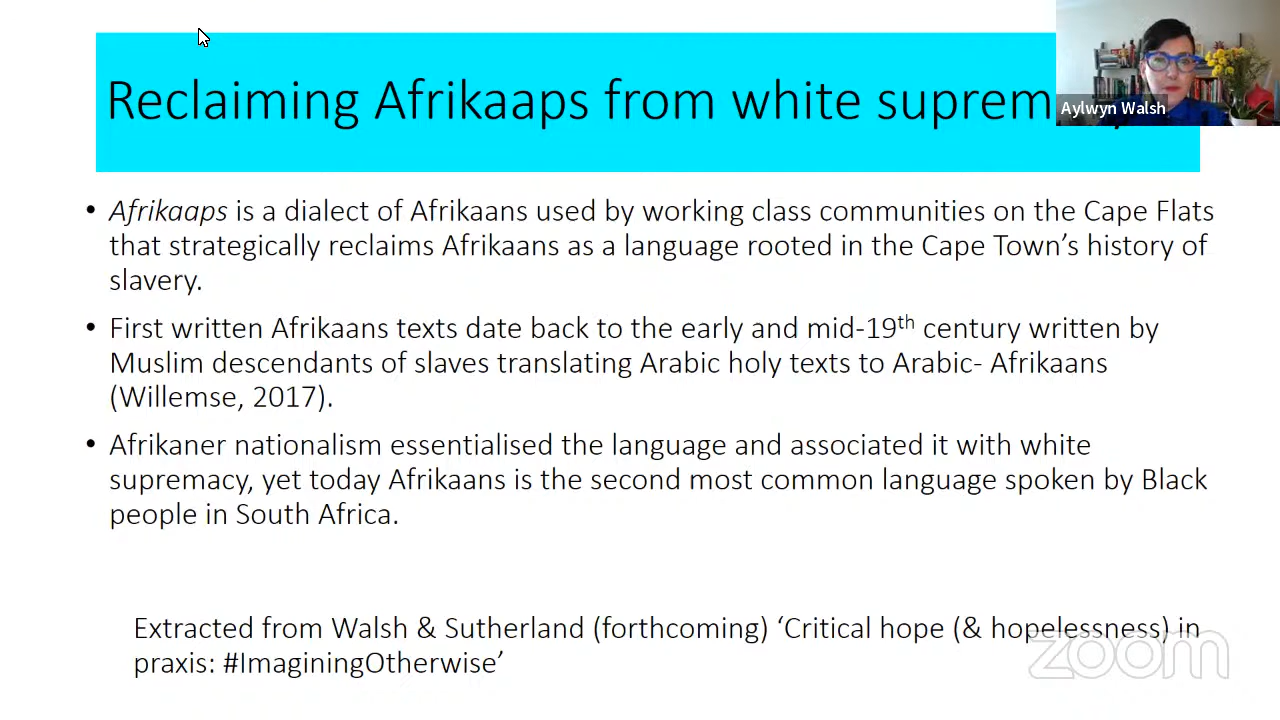 Reclaiming Afrikaaps from white suprem
Aylwyn Walsh
• Afrikaaps is a dialect of Afrikaans used by working class communities on the Cape Flats
that strategically reclaims Afrikaans as a language rooted in the Cape Town’s history of
slavery.
• First written Afrikaans texts date back to the early and mid-19th century written by
Muslim descendants of slaves translating Arabic holy texts to Arabic- Afrikaans
(Willemse, 2017).
• Afrikaner nationalism essentialised the language and associated it with white
supremacy, yet today Afrikaans is the second most common language spoken by Black
people in South Africa.
Extracted from Walsh & Sutherland (forthcoming) ‘Critical hope (& hopelessness) in
praxis: #ImaginingOtherwise’
zoom